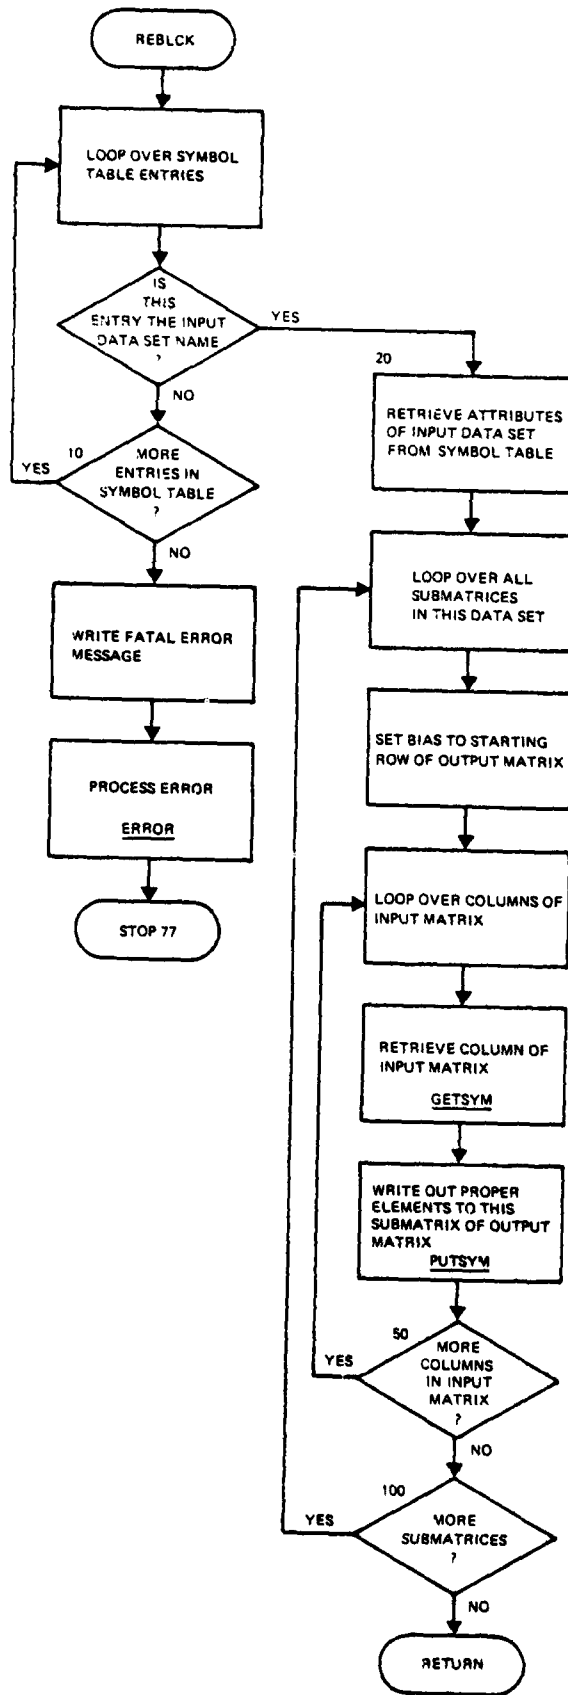 REBLCK
LOOP OVER SYMBOL
TABLE ENTRIES
IS
THIS
ENTRY THE INPUT
DATA SET NAME
?
YES
NO
10
MORE
ENTRIES IN
SYMBOL TABLE
?
YES
NO
WRITE FATAL ERROR
MESSAGE
PROCESS ERROR
ERROR
STOP 77
20
RETRIEVE ATTRIBUTES
OF INPUT DATA SET
FROM SYMBOL TABLE
LOOP OVER ALL
SUBMATRICES
IN THIS DATA SET
SET BIAS TO STARTING
ROW OF OUTPUT MATRIX
LOOP OVER COLUMNS OF
INPUT MATRIX
RETRIEVE COLUMN OF
INPUT MATRIX
GETSYM
WRITE OUT PROPER
ELEMENTS TO THIS
SUBMATRIX OF OUTPUT
MATRIX
PUTSYM
50
MORE
COLUMNS
IN INPUT
MATRIX
?
YES
NO
100
MORE
SUBMATRICES
?
YES
NO
RETURN